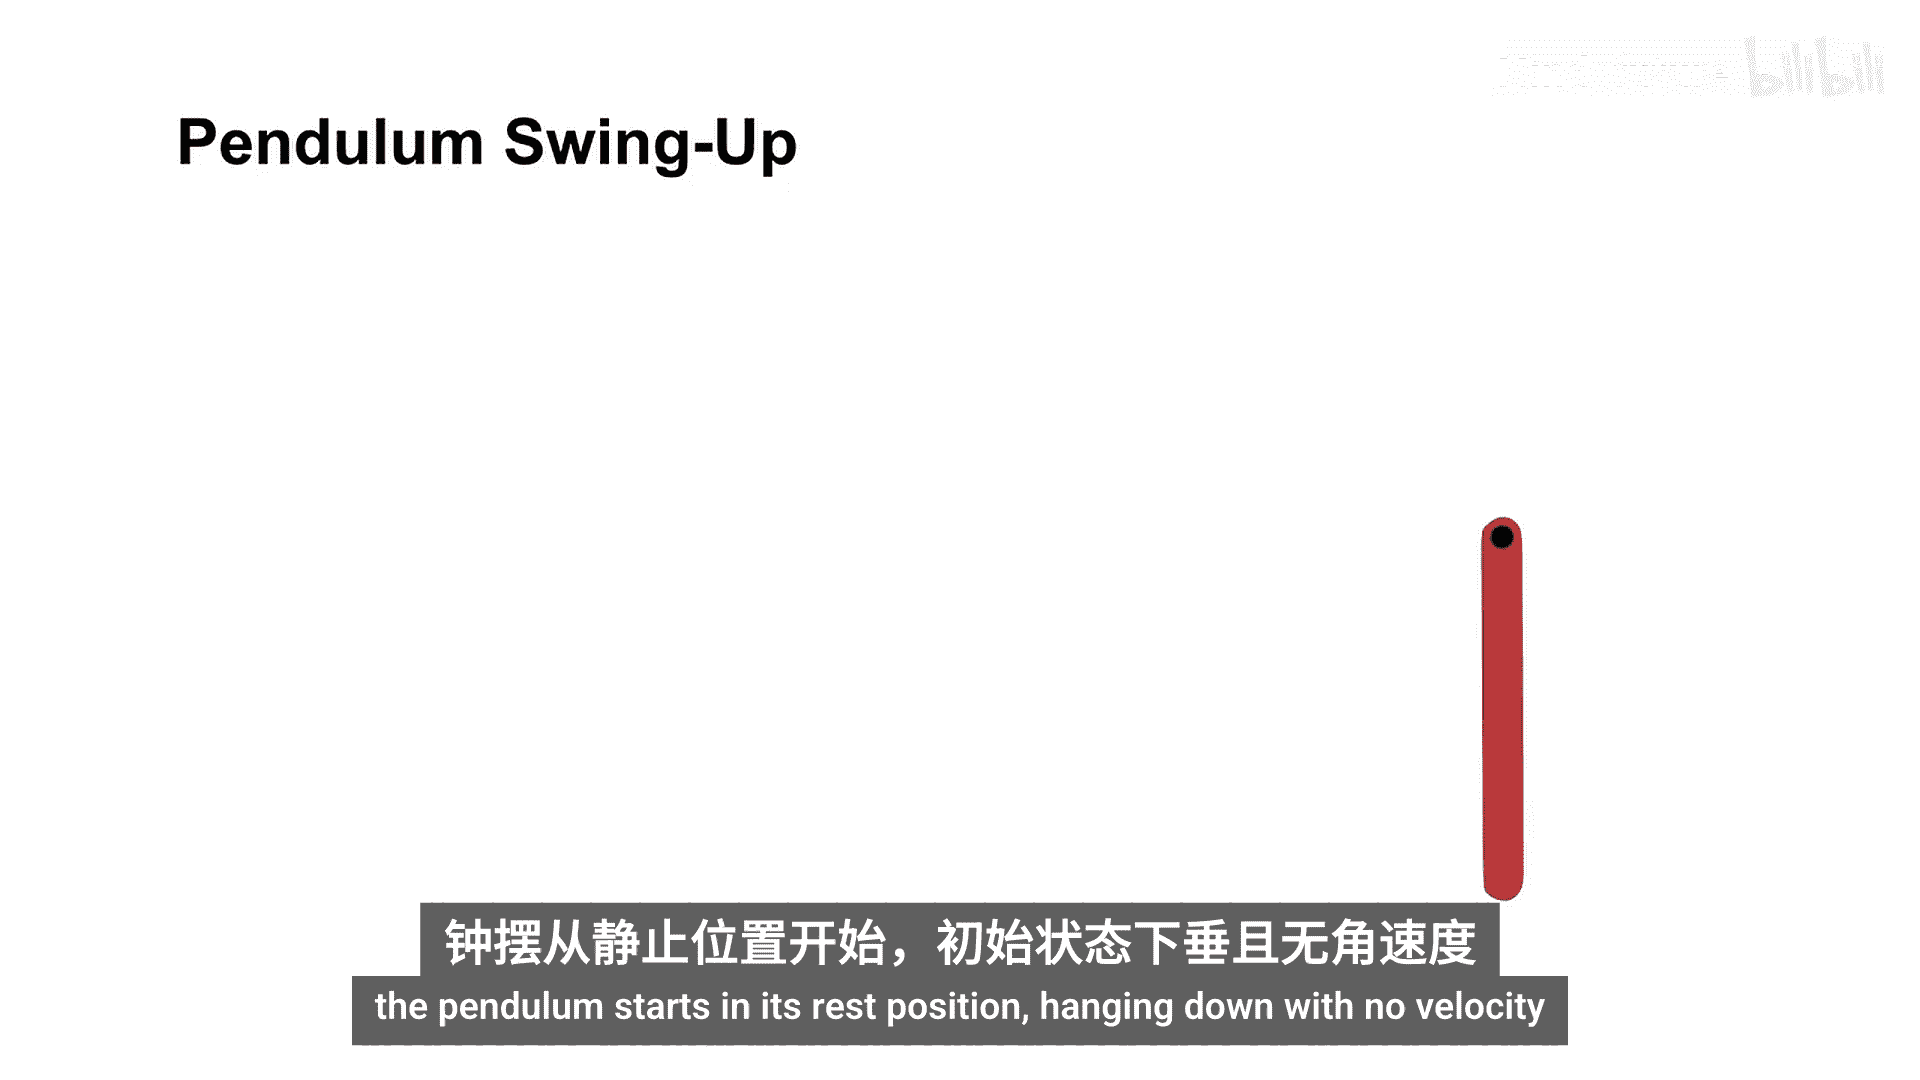 bilibili
Pendulum Swing-Up
钟摆从静止位置开始，初始状态下垂且无角速度
the pendulum starts in its rest position, hanging down with no velocity